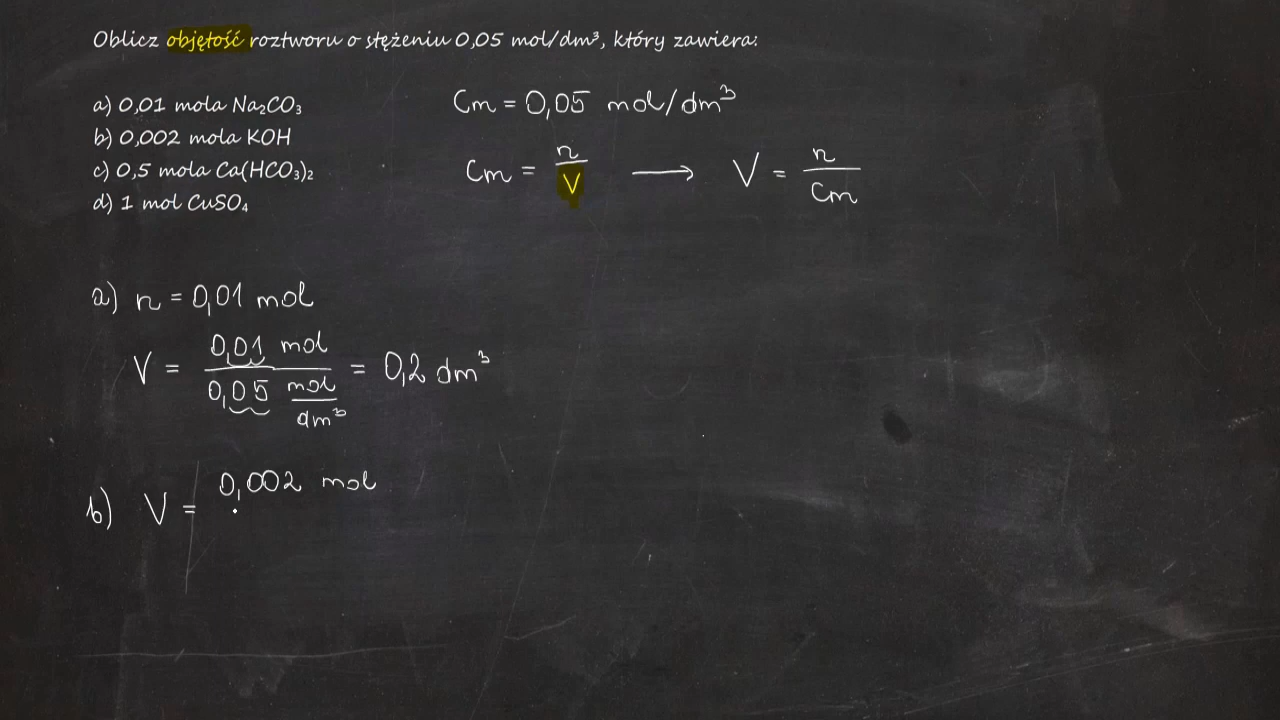 Oblicz objętość roztworu o stężeniu 0,05 mol/dm³, który zawiera:
a) 0,01 mola Na₂CO₃
b) 0,002 mola KOH
c) 0,5 mola Ca(HCO₃)₂
d) 1 mol CuSO₄
Cm = 0,05 mol/dm³
Cm = n/V → V = n/Cm
a) n = 0,01 mol
V = 0,01 mol / 0,05 mol/dm³ = 0,2 dm³
b) V = 0,002 mol